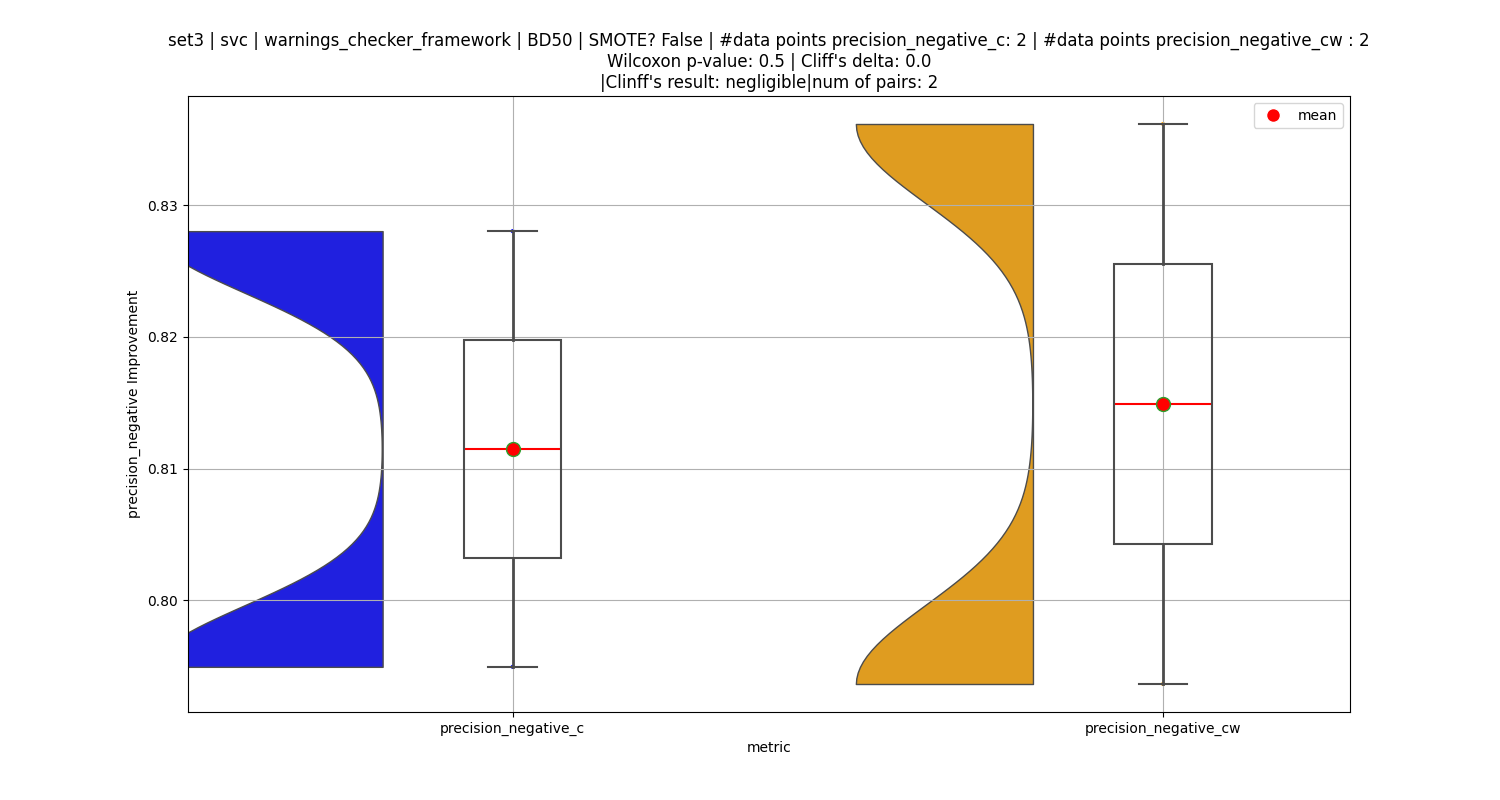 set3 | svc | warnings_checker_framework | BD50 | SMOTE? False | #data points precision_negative_c: 2 | #data points precision_negative_cw : 2
Wilcoxon p-value: 0.5 | Cliff's delta: 0.0
|Clinff's result: negligible|num of pairs: 2
mean
0.83
0.82
0.81
0.80
precision_negative Improvement
precision_negative_c
precision_negative_cw
metric